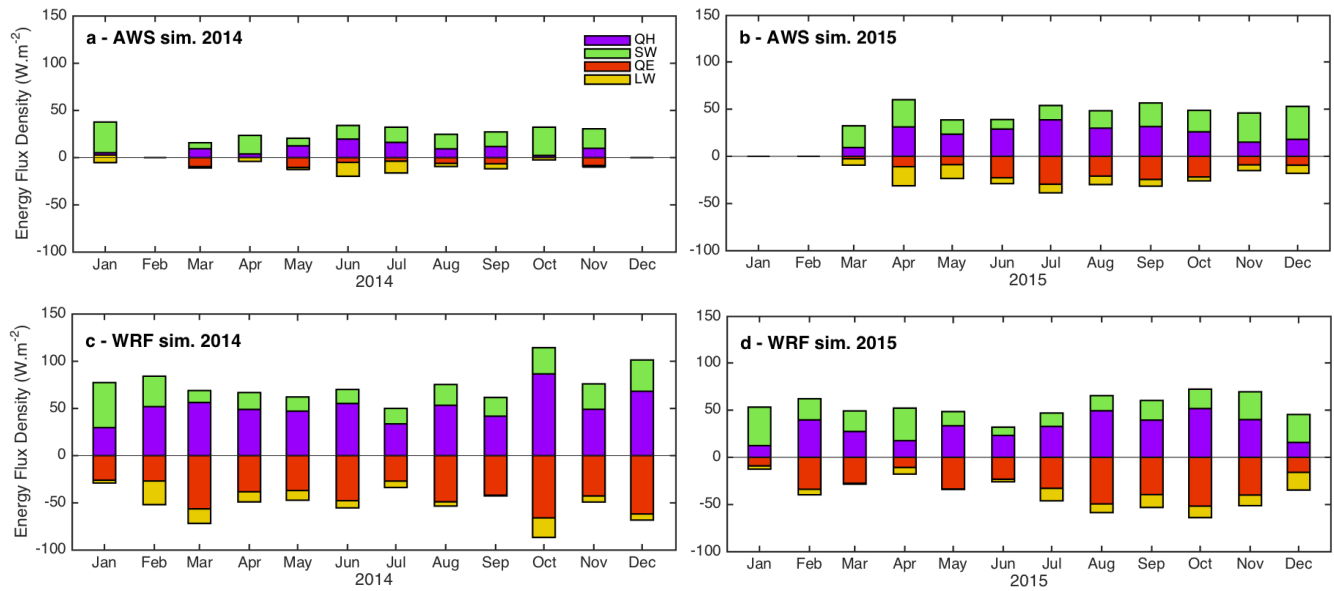 a - AWS sim. 2014
QH
SW
QE
LW
Energy Flux Density (W.m-2)
150
100
50
0
-50
-100
Jan Feb Mar Apr May Jun Jul Aug Sep Oct Nov Dec
2014
b - AWS sim. 2015
150
100
50
0
-50
-100
Jan Feb Mar Apr May Jun Jul Aug Sep Oct Nov Dec
2015
c - WRF sim. 2014
Energy Flux Density (W.m-2)
150
100
50
0
-50
-100
Jan Feb Mar Apr May Jun Jul Aug Sep Oct Nov Dec
2014
d - WRF sim. 2015
150
100
50
0
-50
-100
Jan Feb Mar Apr May Jun Jul Aug Sep Oct Nov Dec
2015